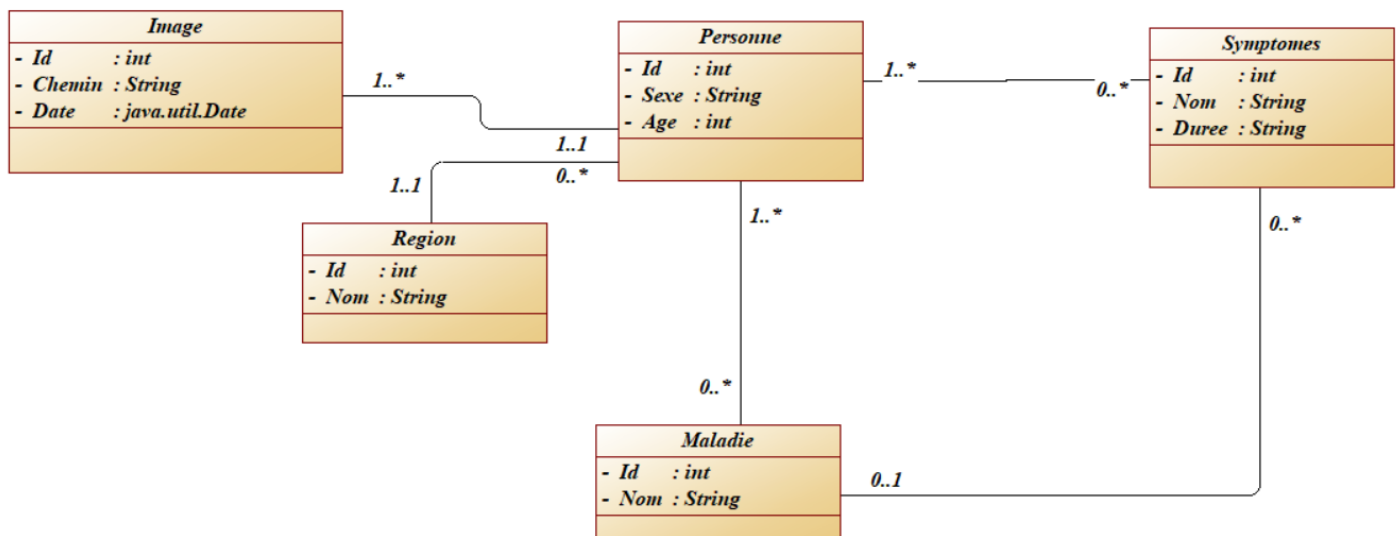 Image
- Id : int
- Chemin : String
- Date : java.util.Date
1..*
1..1
Personne
- Id : int
- Sexe : String
- Age : int
1..*
0..*
Symptomes
- Id : int
- Nom : String
- Duree : String
0..*
1..1
1..*
0..*
Region
- Id : int
- Nom : String
0..*
Maladie
- Id : int
- Nom : String
0..1